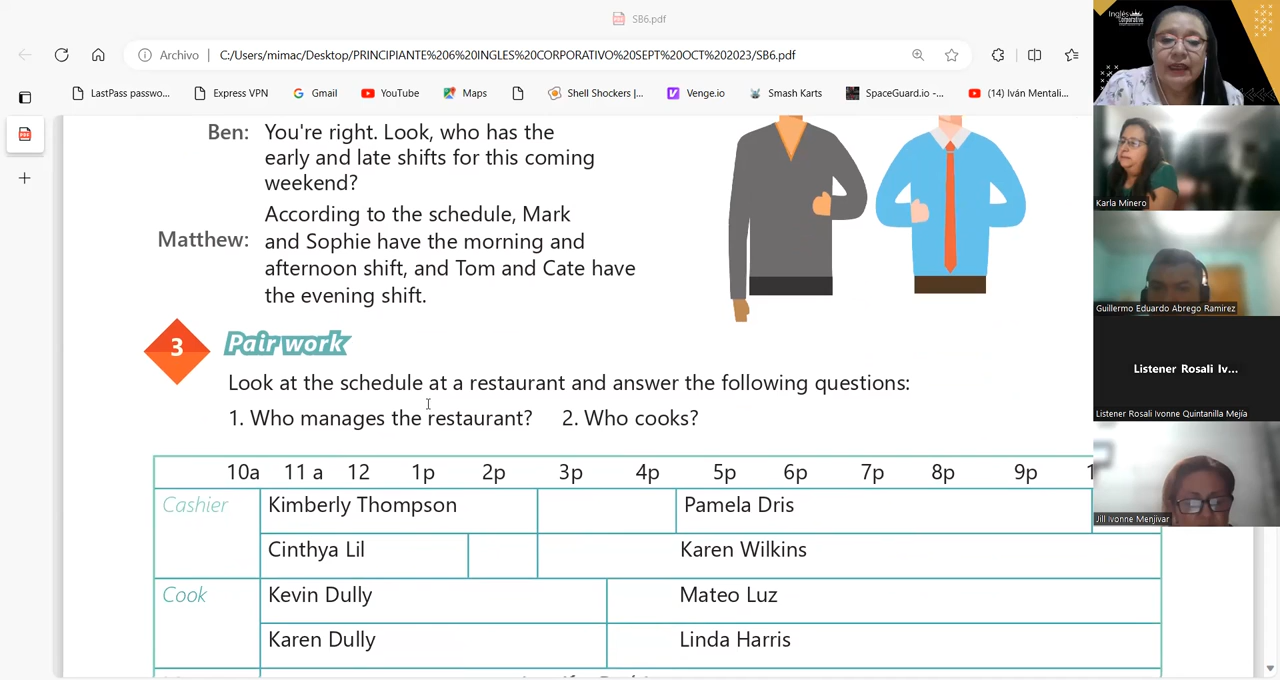 SB6.pdf
Archivo | C:/Users/mimac/Desktop/PRINCIPIANTE%206%20INGLES%20CORPORATIVO%20SEPT%20OCT%202023/SB6.pdf
LastPass passwo... Express VPN Gmail YouTube Maps Shell Shockers |... Venge.io Smash Karts SpaceGuard.io -... (14) Iván Mentali...
Ben: You're right. Look, who has the
early and late shifts for this coming
weekend?
According to the schedule, Mark
Matthew: and Sophie have the morning and
afternoon shift, and Tom and Cate have
the evening shift.
3 Pair work
Look at the schedule at a restaurant and answer the following questions:
1. Who manages the restaurant? 2. Who cooks?
10a 11 a 12 1p 2p 3p 4p 5p 6p 7p 8p 9p 1
Cashier Kimberly Thompson Pamela Dris
Cinthya Lil Karen Wilkins
Cook Kevin Dully Mateo Luz
Karen Dully Linda Harris
Inglés
Corporativo
Karla Minero
Guillermo Eduardo Abrego Ramirez
Listener Rosali Iv...
Listener Rosali Ivonne Quintanilla Mejía
Jill Ivonne Menjivar